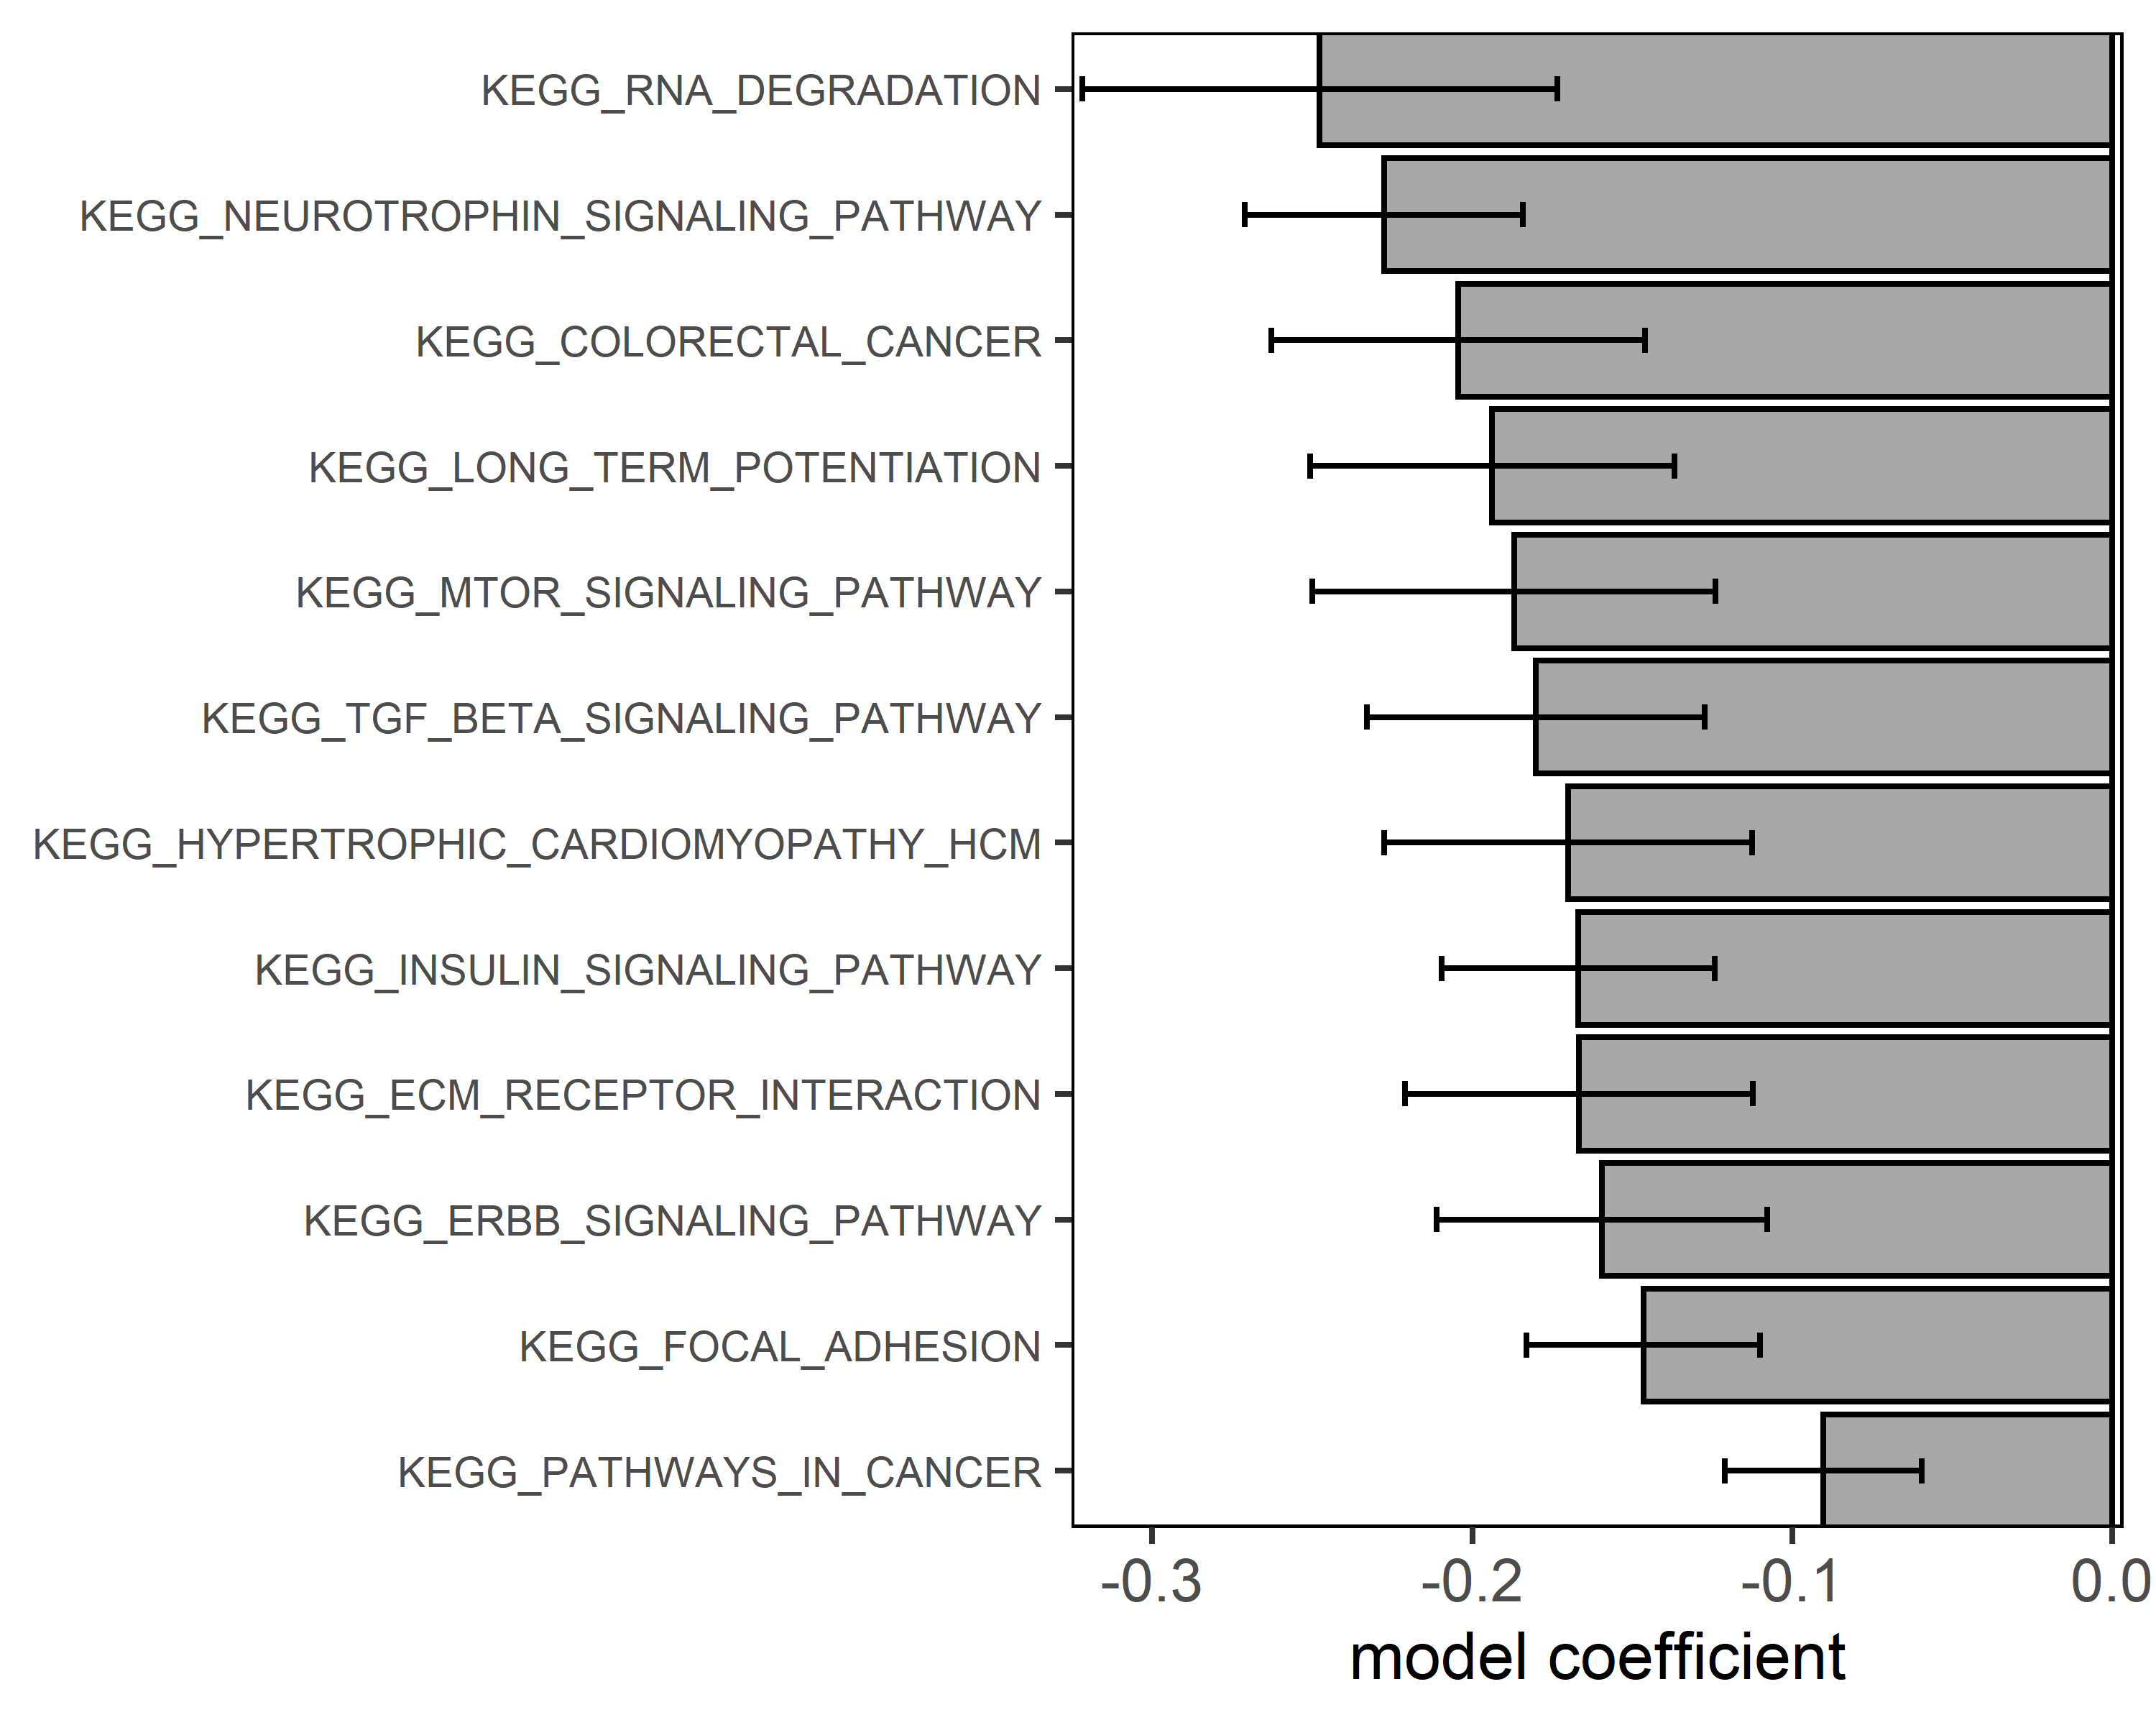 KEGG_RNA_DEGRADATION
KEGG_NEUROTROPHIN_SIGNALING_PATHWAY
KEGG_COLORECTAL_CANCER
KEGG_LONG_TERM_POTENTIATION
KEGG_MTOR_SIGNALING_PATHWAY
KEGG_TGF_BETA_SIGNALING_PATHWAY
KEGG_HYPERTROPHIC_CARDIOMYOPATHY_HCM
KEGG_INSULIN_SIGNALING_PATHWAY
KEGG_ECM_RECEPTOR_INTERACTION
KEGG_ERBB_SIGNALING_PATHWAY
KEGG_FOCAL_ADHESION
KEGG_PATHWAYS_IN_CANCER
-0.3 -0.2 -0.1 0.0
model coefficient